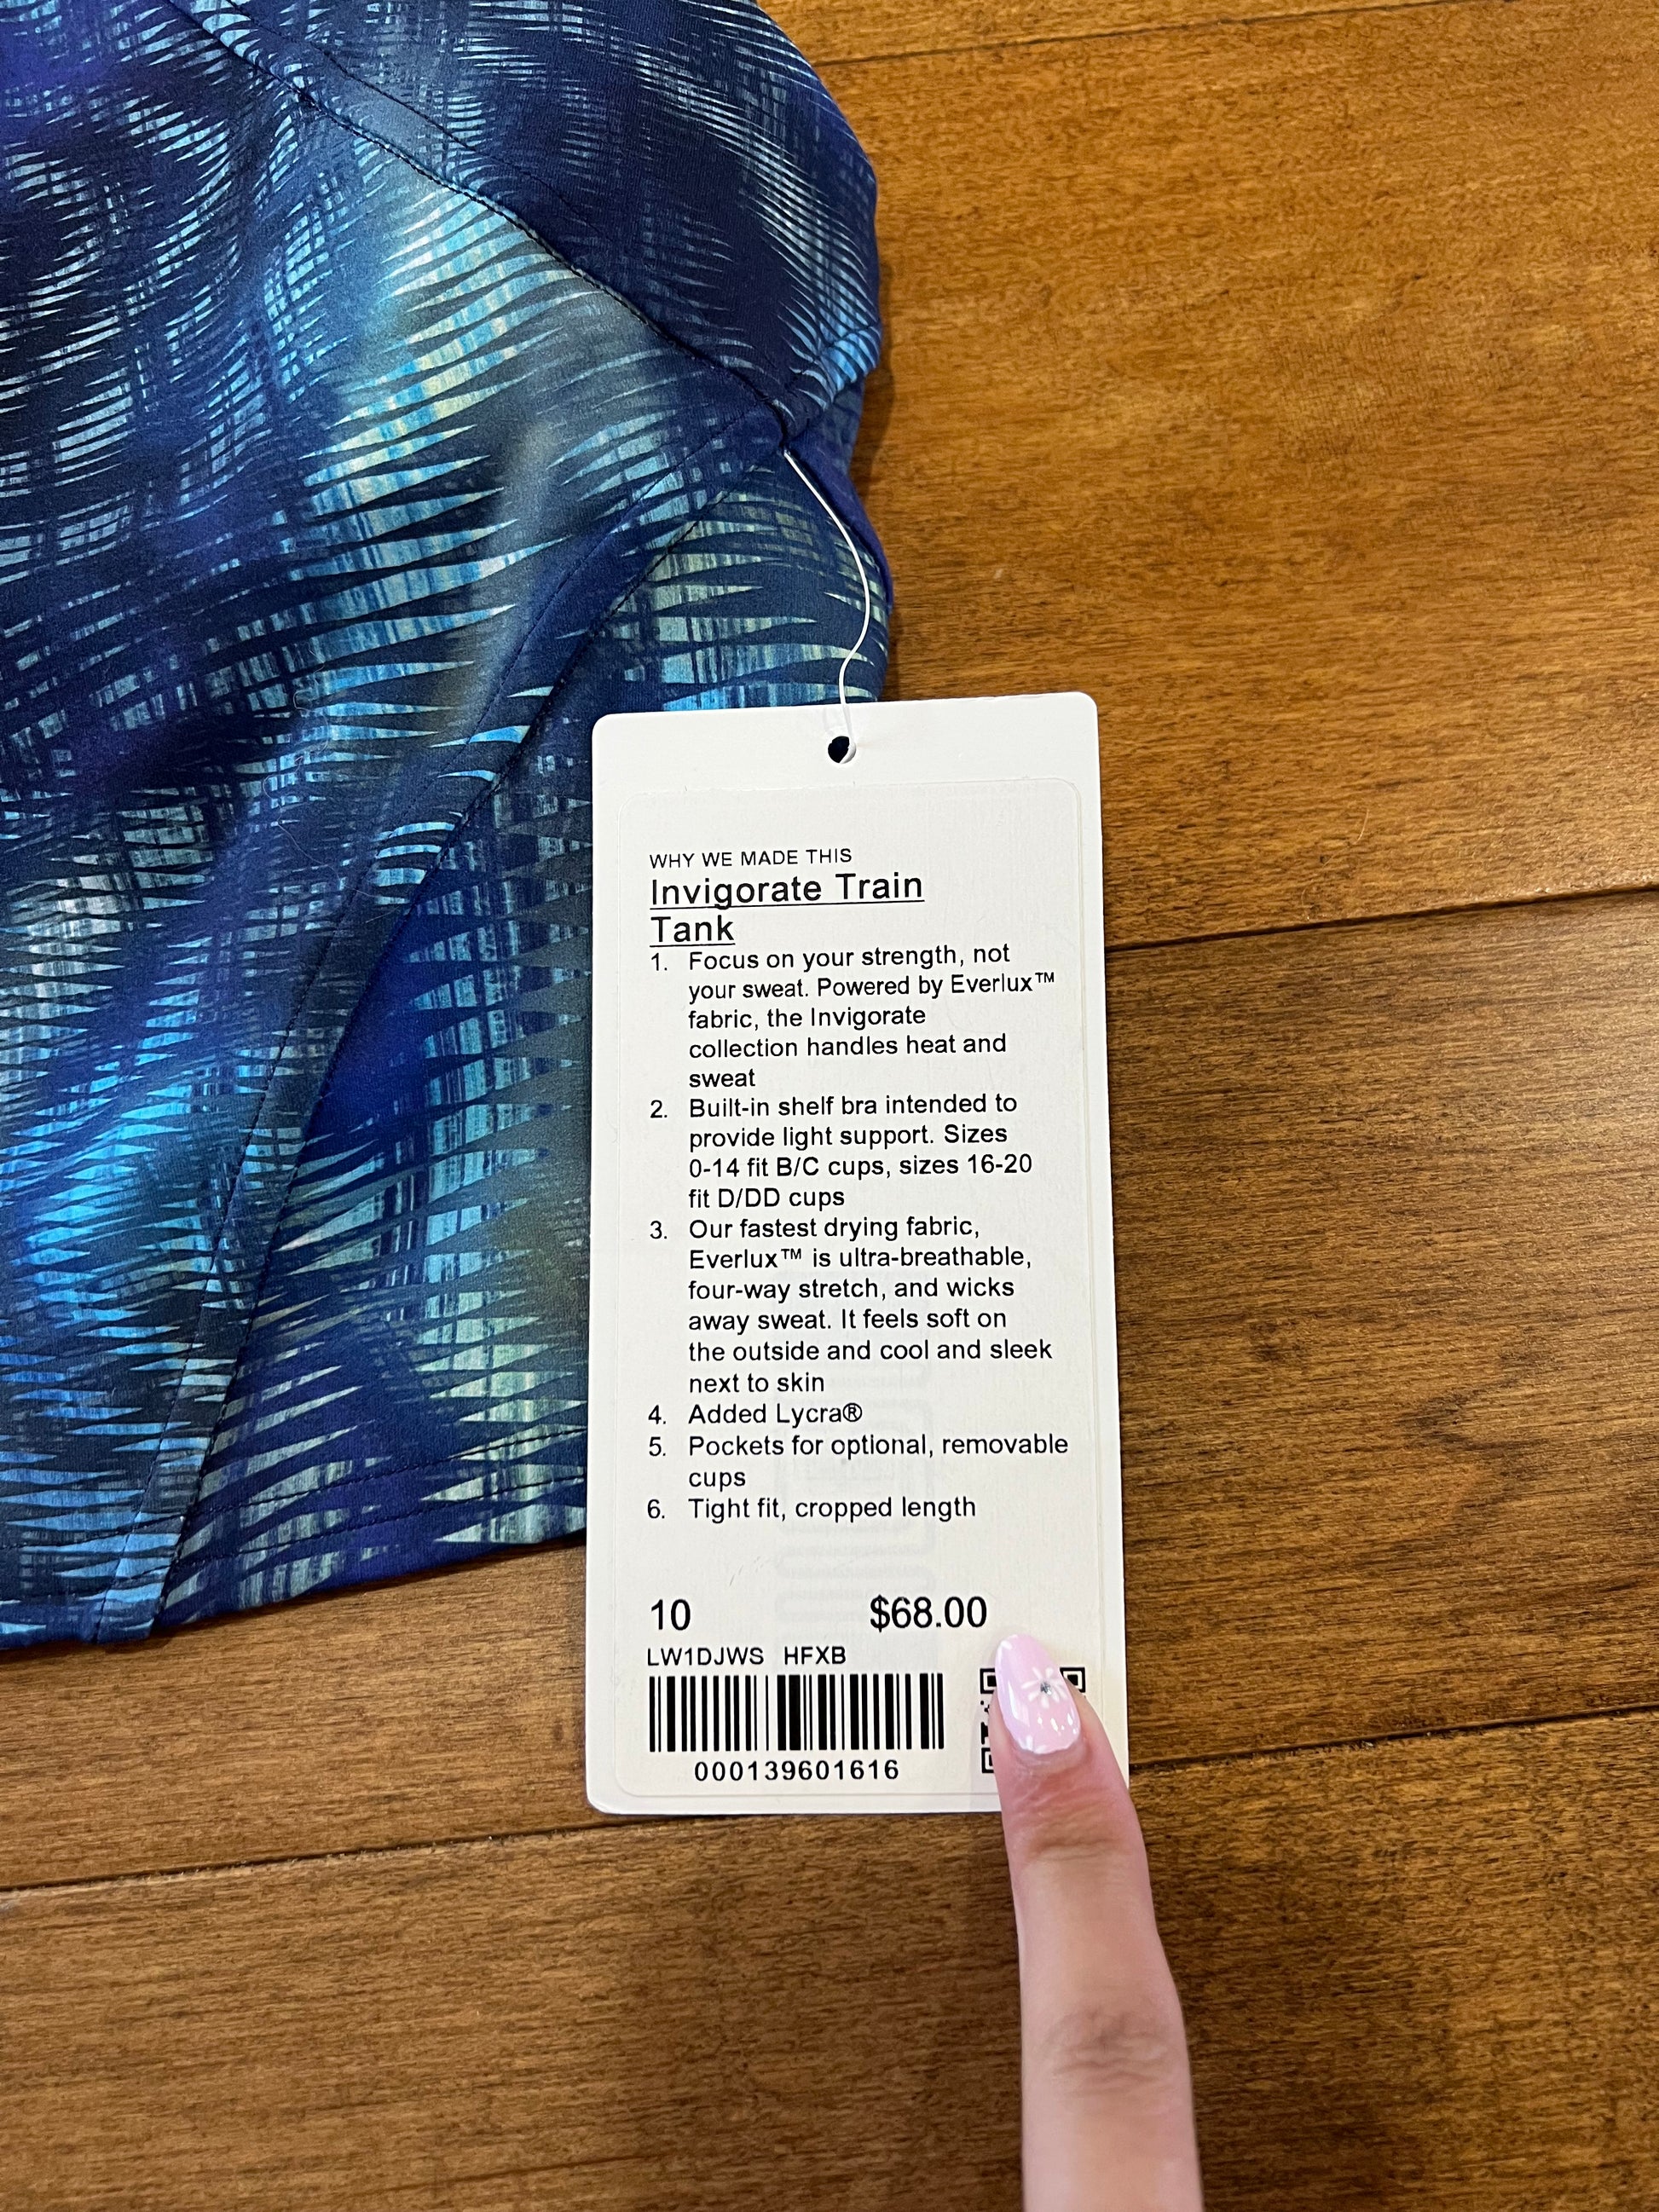 WHY WE MADE THIS
Invigorate Train
Tank
1. Focus on your strength, not
your sweat. Powered by Everlux™
fabric, the Invigorate
collection handles heat and
sweat
2. Built-in shelf bra intended to
provide light support. Sizes
0-14 fit B/C cups, sizes 16-20
fit D/DD cups
3. Our fastest drying fabric,
Everlux™ is ultra-breathable,
four-way stretch, and wicks
away sweat. It feels soft on
the outside and cool and sleek
next to skin
4. Added Lycra®
5. Pockets for optional, removable
cups
6. Tight fit, cropped length
10 $68.00
LW1DJWS HFXB
000139601616